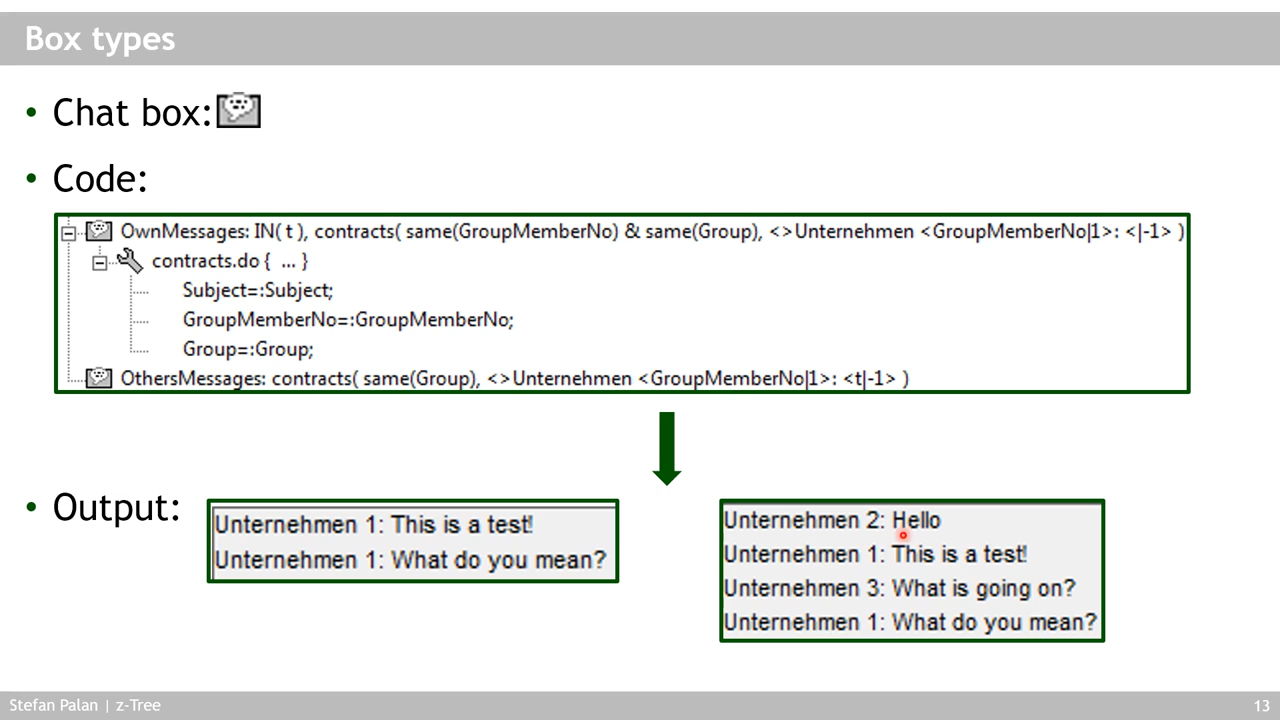 Box types
• Chat box:
• Code:
OwnMessages: IN( t ), contracts( same(GroupMemberNo) & same(Group), <>Unternehmen <GroupMemberNo|1>: <|-1> )
contracts.do { ... }
Subject=:Subject;
GroupMemberNo=:GroupMemberNo;
Group=:Group;
OthersMessages: contracts( same(Group), <>Unternehmen <GroupMemberNo|1>: <t|-1> )
• Output:
Unternehmen 1: This is a test!
Unternehmen 1: What do you mean?
Unternehmen 2: Hello
Unternehmen 1: This is a test!
Unternehmen 3: What is going on?
Unternehmen 1: What do you mean?
Stefan Palan | z-Tree
13